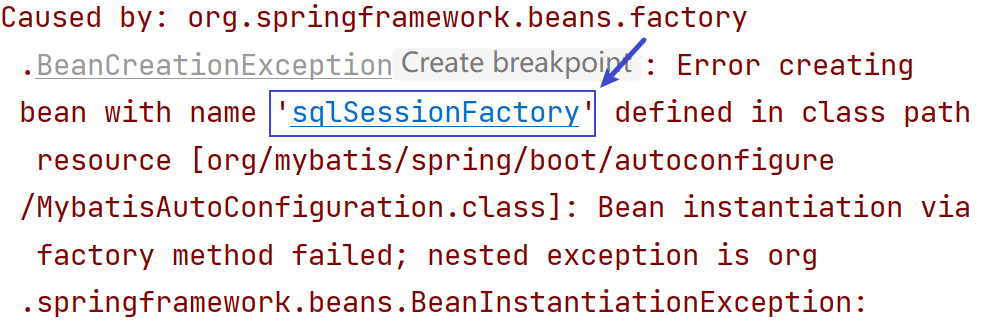 Caused by: org.springframework.beans.factory
.BeanCreationException Create breakpoint : Error creating
bean with name 'sqlSessionFactory' defined in class path
resource [org/mybatis/spring/boot/autoconfigure
/MybatisAutoConfiguration.class]: Bean instantiation via
factory method failed; nested exception is org
.springframework.beans.BeanInstantiationException: